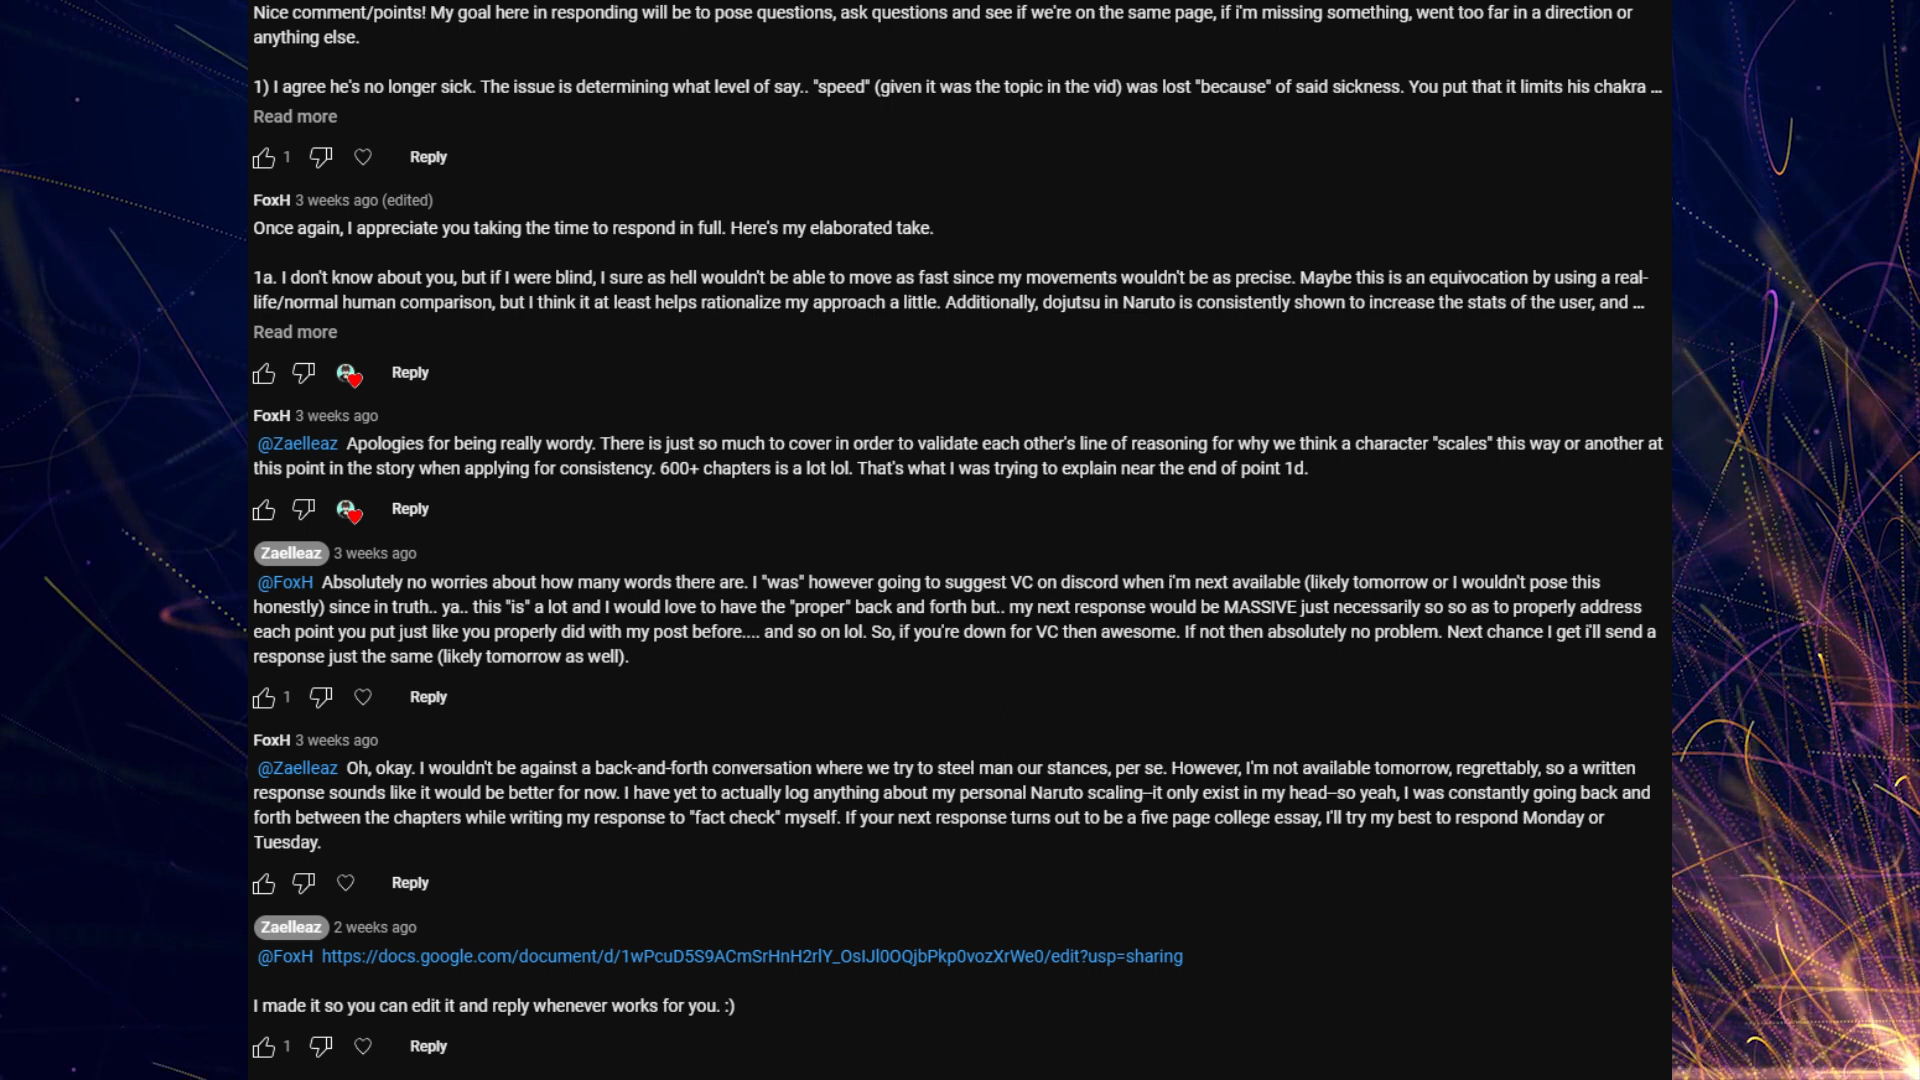 Nice comment/points! My goal here in responding will be to pose questions, ask questions and see if we're on the same page, if i'm missing something, went too far in a direction or
anything else.
1) I agree he's no longer sick. The issue is determining what level of say.. "speed" (given it was the topic in the vid) was lost "because" of said sickness. You put that it limits his chakra ...
Read more
1 Reply
FoxH 3 weeks ago (edited)
Once again, I appreciate you taking the time to respond in full. Here's my elaborated take.
1a. I don't know about you, but if I were blind, I sure as hell wouldn't be able to move as fast since my movements wouldn't be as precise. Maybe this is an equivocation by using a real-
life/normal human comparison, but I think it at least helps rationalize my approach a little. Additionally, dojutsu in Naruto is consistently shown to increase the stats of the user, and ...
Read more
Reply
FoxH 3 weeks ago
@Zaelleaz Apologies for being really wordy. There is just so much to cover in order to validate each other's line of reasoning for why we think a character "scales" this way or another at
this point in the story when applying for consistency. 600+ chapters is a lot lol. That's what I was trying to explain near the end of point 1d.
Reply
Zaelleaz 3 weeks ago
@FoxH Absolutely no worries about how many words there are. I "was" however going to suggest VC on discord when i'm next available (likely tomorrow or I wouldn't pose this
honestly) since in truth.. ya.. this "is" a lot and I would love to have the "proper" back and forth but.. my next response would be MASSIVE just necessarily so so as to properly address
each point you put just like you properly did with my post before.... and so on lol. So, if you're down for VC then awesome. If not then absolutely no problem. Next chance I get i'll send a
response just the same (likely tomorrow as well).
1 Reply
FoxH 3 weeks ago
@Zaelleaz Oh, okay. I wouldn't be against a back-and-forth conversation where we try to steel man our stances, per se. However, I'm not available tomorrow, regrettably, so a written
response sounds like it would be better for now. I have yet to actually log anything about my personal Naruto scaling--it only exist in my head--so yeah, I was constantly going back and
forth between the chapters while writing my response to "fact check" myself. If your next response turns out to be a five page college essay, I'll try my best to respond Monday or
Tuesday.
Reply
Zaelleaz 2 weeks ago
@FoxH https://docs.google.com/document/d/1wPcuD5S9ACmSrHnH2rlY_OsIJl0OQjbPkp0vozXrWe0/edit?usp=sharing
I made it so you can edit it and reply whenever works for you. :)
1 Reply